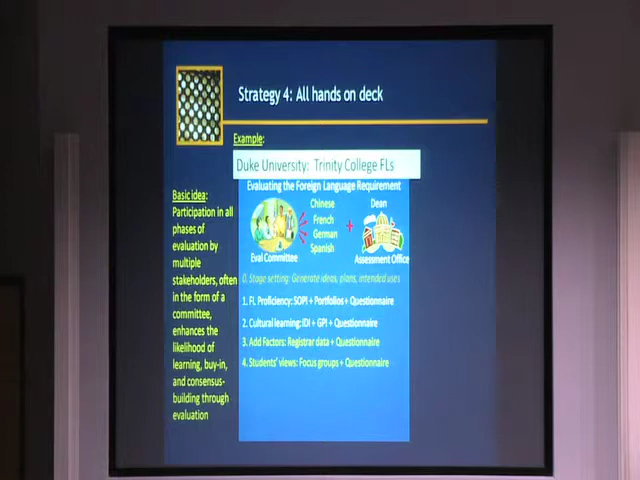 Strategy 4: All hands on deck
Example:
Duke University: Trinity College FLs
Evaluating the Foreign Language Requirement
Chinese
French
German
Spanish
+
Dean
Eval Committee
Assessment Office
0. Stage setting: Generate ideas, plans, intended uses
1. FL Proficiency: SOPI + Portfolios + Questionnaire
2. Cultural learning: IDI + GPI + Questionnaire
3. Add Factors: Registrar data + Questionnaire
4. Students' views: Focus groups + Questionnaire
Basic idea:
Participation in all
phases of
evaluation by
multiple
stakeholders, often
in the form of a
committee,
enhances the
likelihood of
learning, buy-in,
and consensus-
building through
evaluation